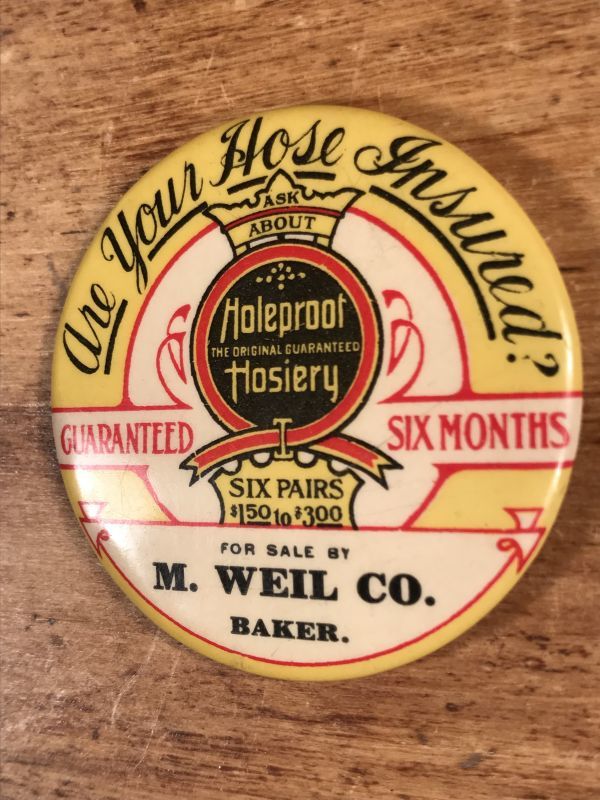 Are Your Hose Insured?
ASK
ABOUT
Holeproof
THE ORIGINAL GUARANTEED
Hosiery
GUARANTEED SIX MONTHS
SIX PAIRS
$1.50 to $3.00
FOR SALE BY
M. WEIL CO.
BAKER.